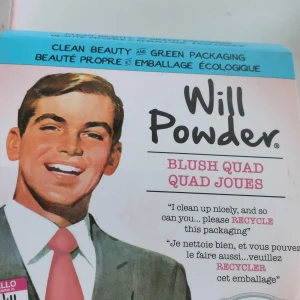 CLEAN BEAUTY AND GREEN PACKAGING
BEAUTÉ PROPRE ET EMBALLAGE ÉCOLOGIQUE
Will
Powder®
BLUSH QUAD
QUAD JOUES
"I clean up nicely, and so
can you... please RECYCLE
this packaging"
"Je nettoie bien, et vous pouvez
le faire aussi...veuillez
RECYCLER
cet emballage"
LLO